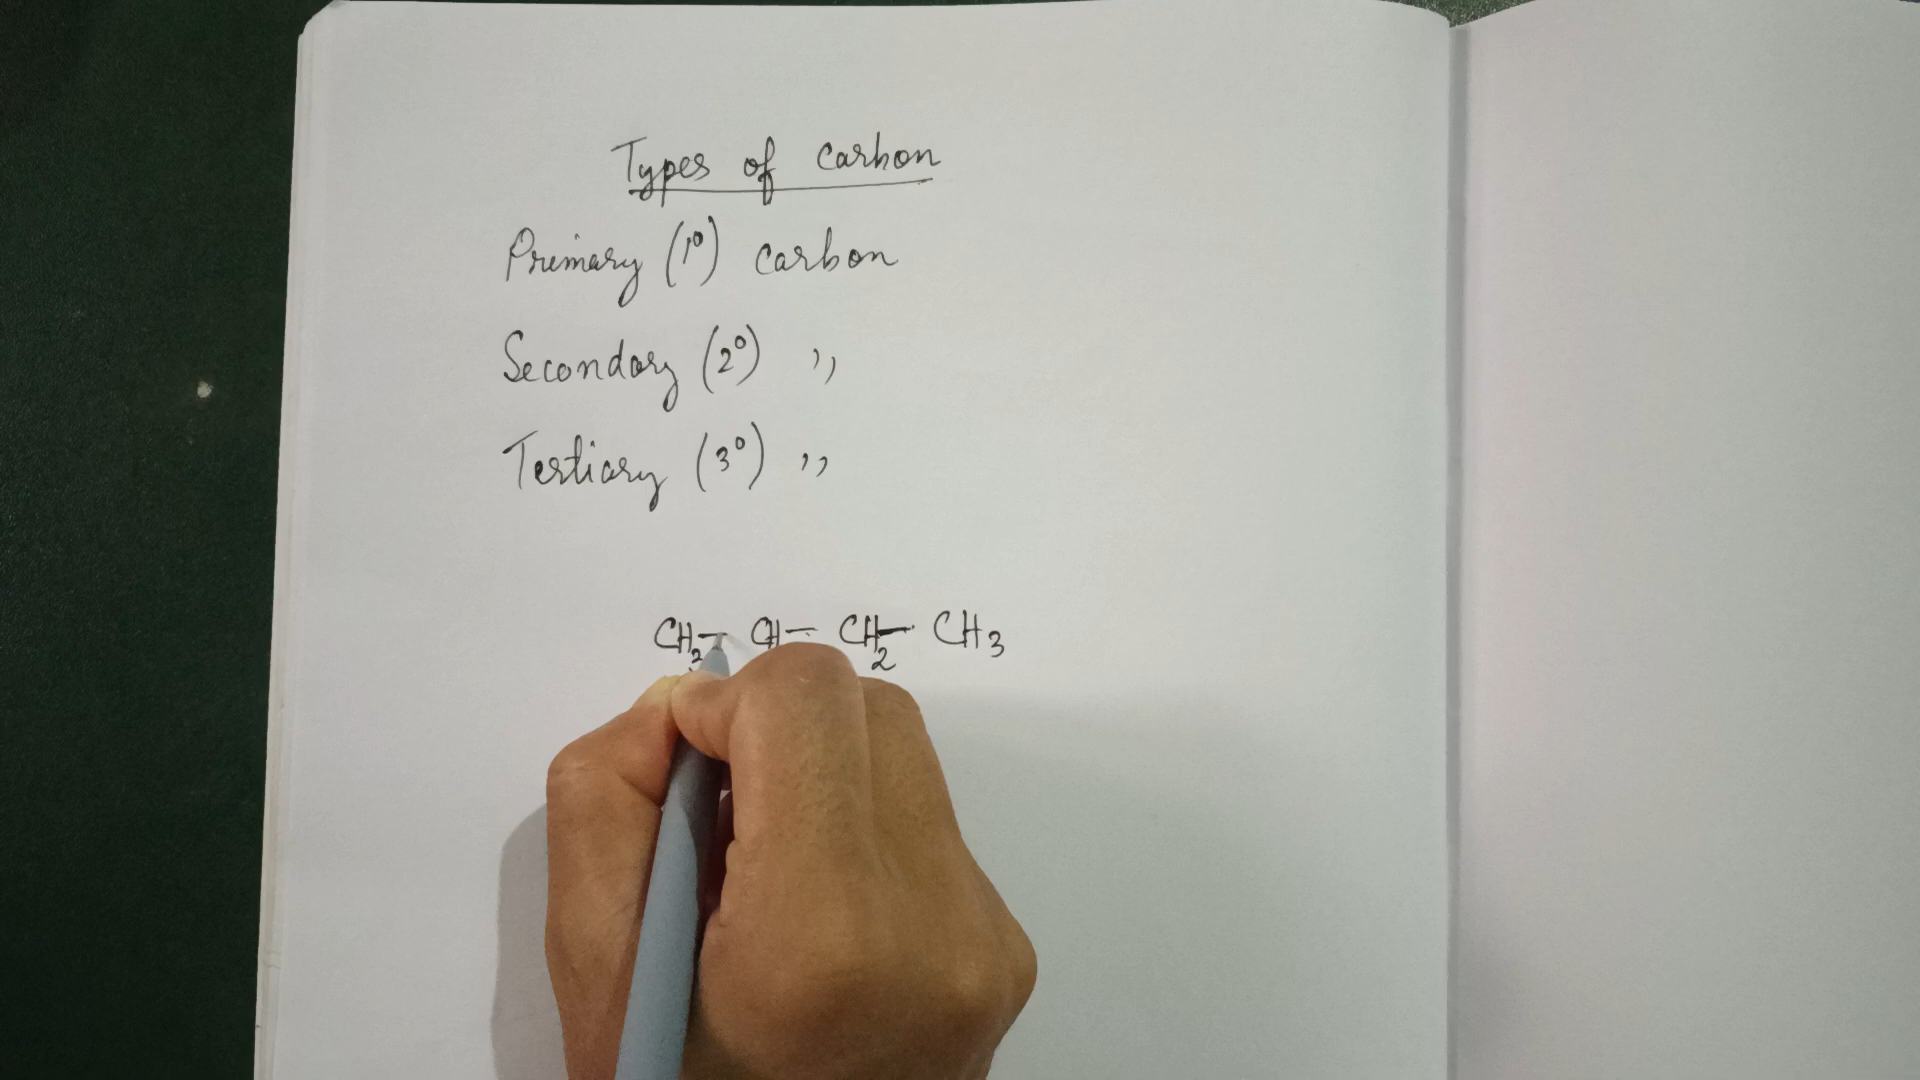 Types of carbon
Primary (1°) carbon
Secondary (2°) ,,
Tertiary (3°) ,,
CH₃— CH — CH₂— CH₃